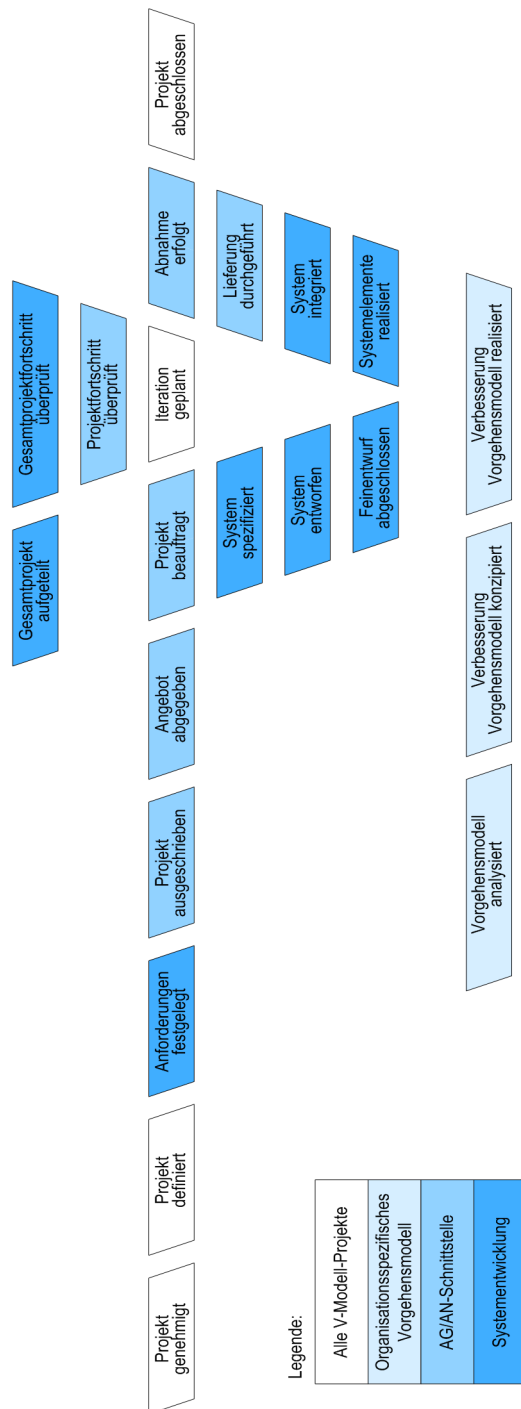 Gesamtprojekt
aufgeteilt
Gesamtprojektfortschritt
überprüft
Projektfortschritt
überprüft
Projekt
genehmigt
Projekt
definiert
Anforderungen
festgelegt
Projekt
ausgeschrieben
Angebot
abgegeben
Projekt
beauftragt
Iteration
geplant
Abnahme
erfolgt
Projekt
abgeschlossen
System
spezifiziert
Lieferung
durchgeführt
System
entworfen
System
integriert
Feinentwurf
abgeschlossen
Systemelemente
realisiert
Vorgehensmodell
analysiert
Verbesserung
Vorgehensmodell konzipiert
Verbesserung
Vorgehensmodell realisiert
Legende:
Alle V-Modell-Projekte
Organisationsspezifisches
Vorgehensmodell
AG/AN-Schnittstelle
Systementwicklung